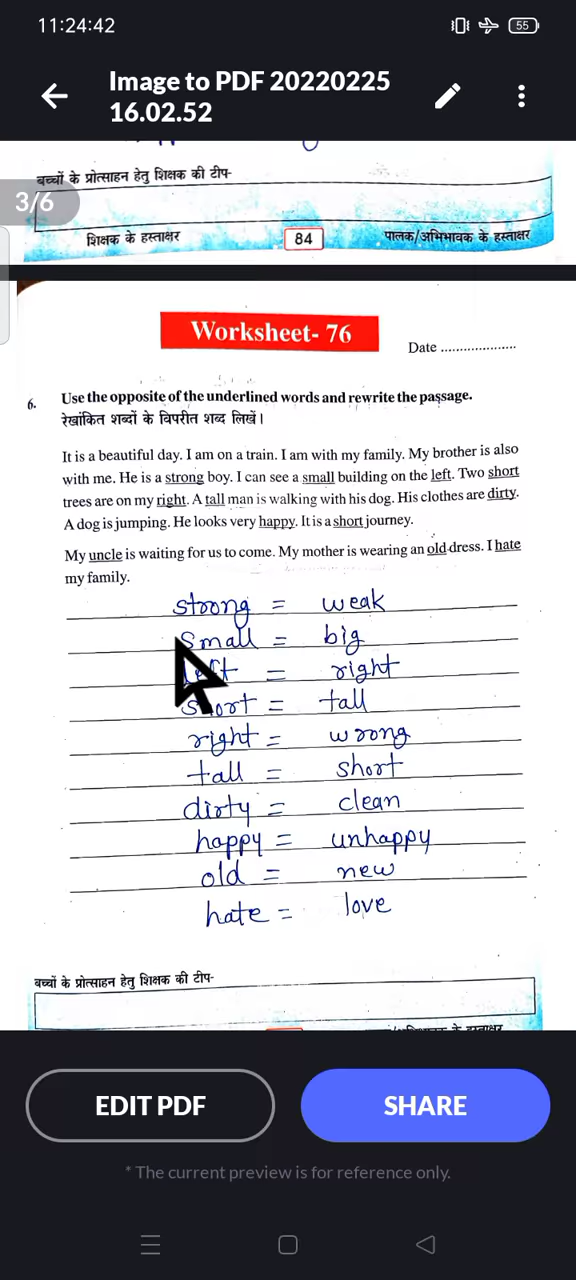 11:24:42
55
Image to PDF 20220225
16.02.52
बच्चों के प्रोत्साहन हेतु शिक्षक की टीप-
3/6
शिक्षक के हस्ताक्षर 84 पालक/अभिभावक के हस्ताक्षर
Worksheet- 76
Date ....................
6. Use the opposite of the underlined words and rewrite the passage.
रेखांकित शब्दों के विपरीत शब्द लिखें।
It is a beautiful day. I am on a train. I am with my family. My brother is also
with me. He is a strong boy. I can see a small building on the left. Two short
trees are on my right. A tall man is walking with his dog. His clothes are dirty.
A dog is jumping. He looks very happy. It is a short journey.
My uncle is waiting for us to come. My mother is wearing an old dress. I hate
my family.
strong = weak
small = big
left = right
short = tall
right = wrong
tall = short
dirty = clean
happy = unhappy
old = new
hate = love
बच्चों के प्रोत्साहन हेतु शिक्षक की टीप-
EDIT PDF
SHARE
* The current preview is for reference only.